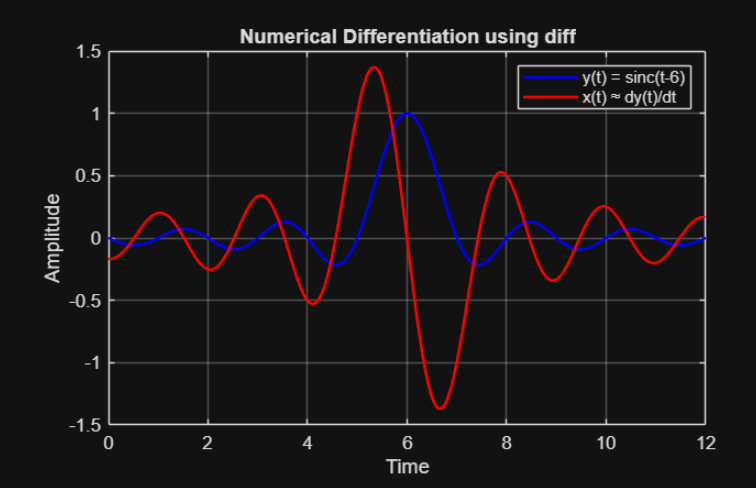 Numerical Differentiation using diff
y(t) = sinc(t-6)
x(t) ≈ dy(t)/dt
1.5
1
0.5
0
-0.5
-1
-1.5
Amplitude
0 2 4 6 8 10 12
Time